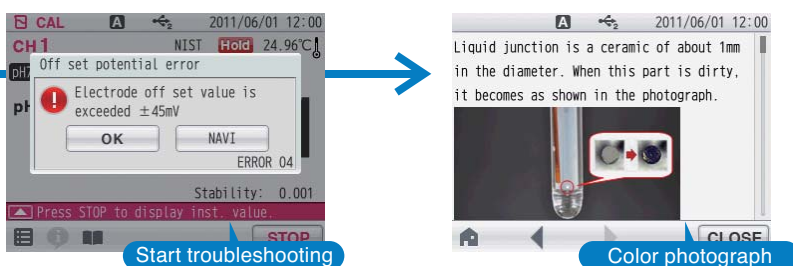 CAL A 2 2011/06/01 12:00
CH1 NIST Hold 24.96℃
Off set potential error
Electrode off set value is
exceeded ±45mV
OK NAVI
ERROR 04
Stability: 0.001
Press STOP to display inst. value.
STOP
Start troubleshooting
A 2 2011/06/01 12:00
Liquid junction is a ceramic of about 1mm
in the diameter. When this part is dirty,
it becomes as shown in the photograph.
CLOSE
Color photograph